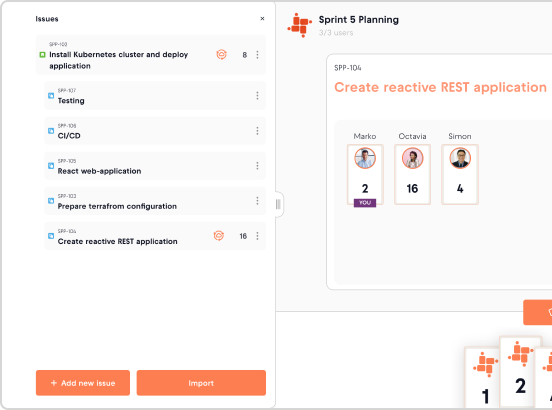 Issues
×
SPP-102
Install Kubernetes cluster and deploy
application
8
SPP-107
Testing
SPP-106
CI/CD
SPP-105
React web-application
SPP-103
Prepare terrafrom configuration
SPP-104
Create reactive REST application
16
+ Add new issue
Import
Sprint 5 Planning
3/3 users
SPP-104
Create reactive REST application
Marko
Octavia
Simon
2
16
4
YOU
1
2